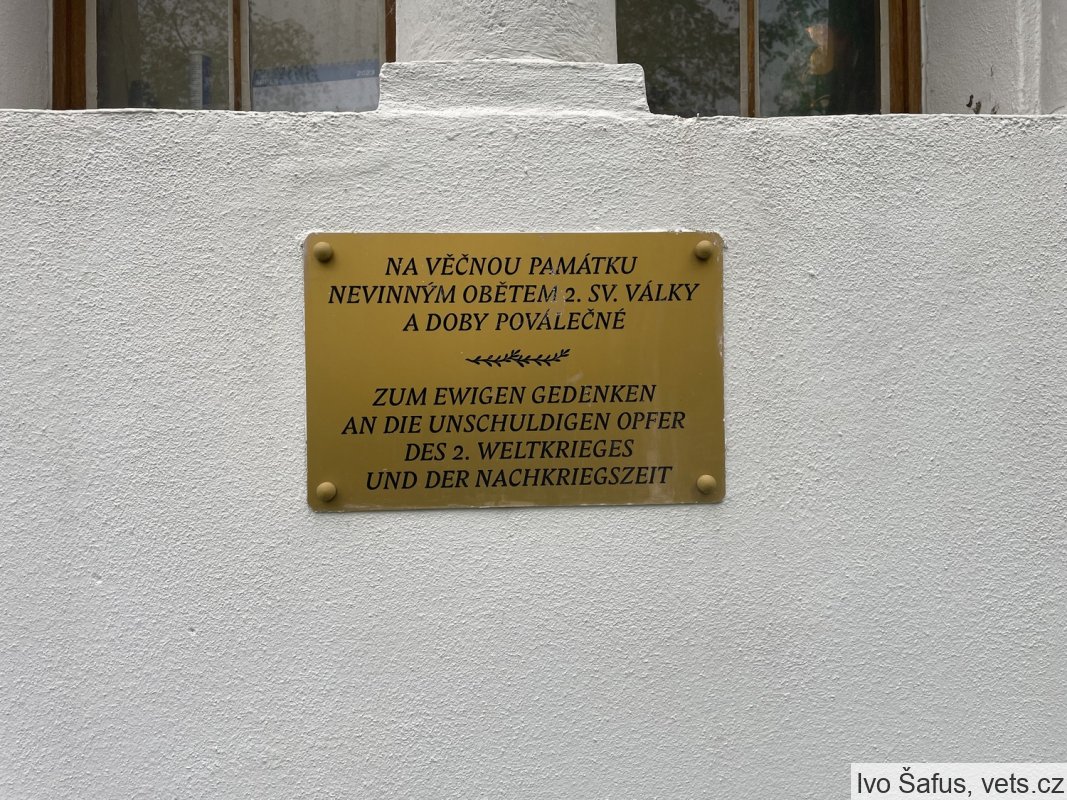 2023
NA VĚČNOU PAMÁTKU
NEVINNÝM OBĚTEM 2. SV. VÁLKY
A DOBY POVÁLEČNÉ
ZUM EWIGEN GEDENKEN
AN DIE UNSCHULDIGEN OPFER
DES 2. WELTKRIEGES
UND DER NACHKRIEGSZEIT
Ivo Šafus, vets.cz